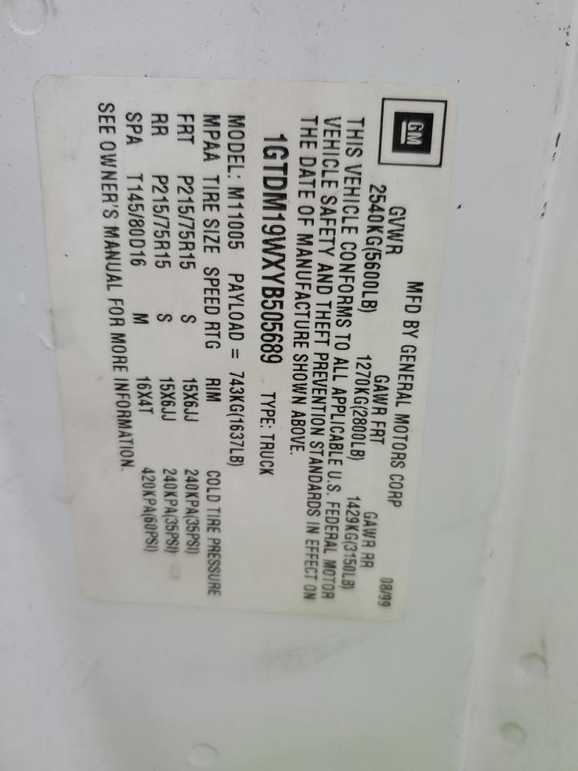 GM
MFD BY GENERAL MOTORS CORP 08/99
GVWR GAWR FRT GAWR RR
2540KG(5600LB) 1270KG(2800LB) 1429KG(3150LB)
THIS VEHICLE CONFORMS TO ALL APPLICABLE U.S. FEDERAL MOTOR
VEHICLE SAFETY AND THEFT PREVENTION STANDARDS IN EFFECT ON
THE DATE OF MANUFACTURE SHOWN ABOVE.
1GTDM19WXYB505689 TYPE: TRUCK
MODEL: M11005 PAYLOAD = 743KG(1637LB)
MPAA TIRE SIZE SPEED RTG RIM COLD TIRE PRESSURE
FRT P215/75R15 S 15X6JJ 240KPA(35PSI)
RR P215/75R15 S 15X6JJ 240KPA(35PSI)
SPA T145/80D16 M 16X4T 420KPA(60PSI)
SEE OWNER'S MANUAL FOR MORE INFORMATION.